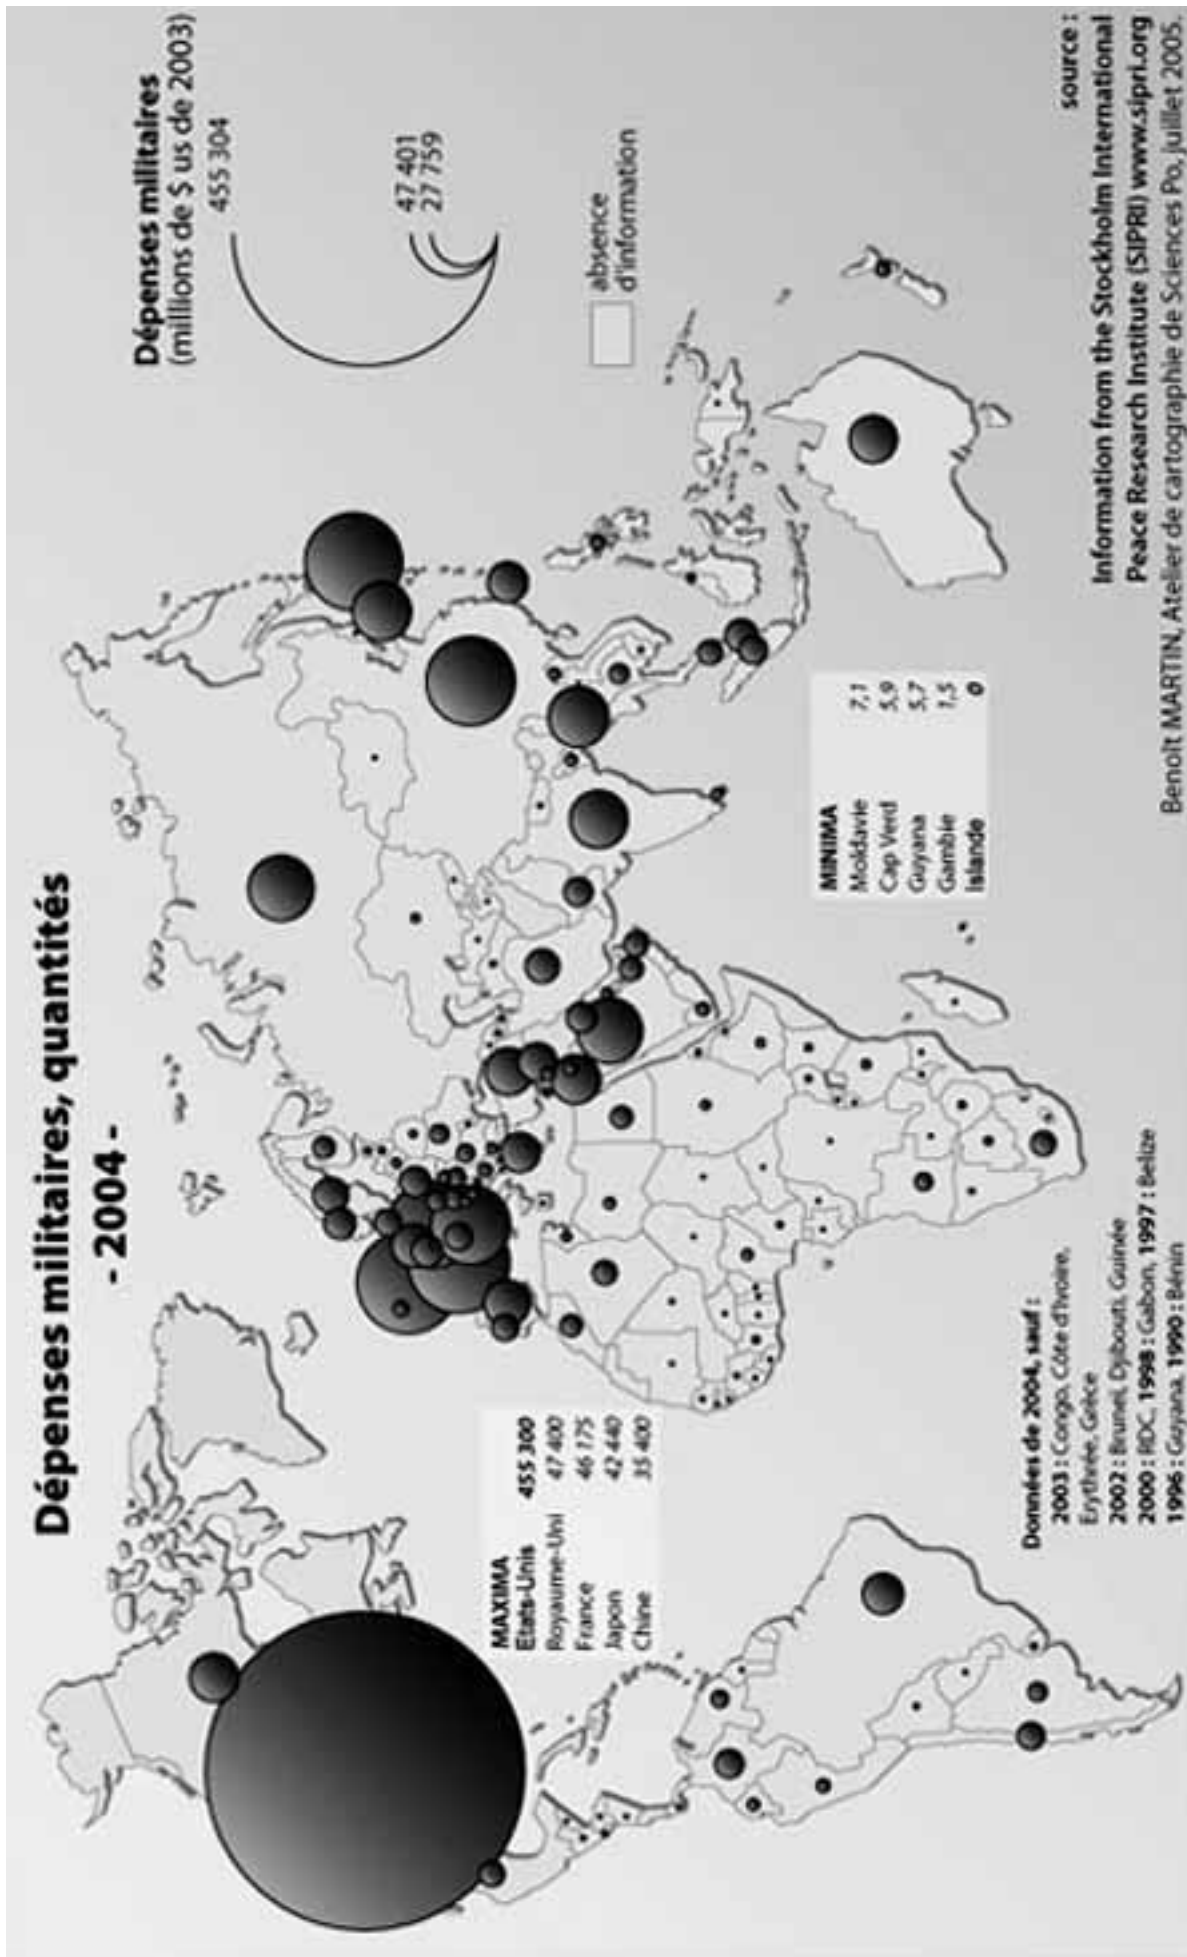 Dépenses militaires, quantités
- 2004 -
Dépenses militaires
(millions de $ us de 2003)
455 304
47 401
27 759
absence
d'information
MAXIMA
Etats-Unis 455 300
Royaume-Uni 47 400
France 46 175
Japon 42 440
Chine 35 400
MINIMA
Moldavie 7,1
Cap Verd 5,9
Guyana 5,7
Gambie 1,5
Islande 0
Données de 2004, sauf :
2003 : Congo, Côte d'Ivoire,
Erythrée, Grèce
2002 : Brunei, Djibouti, Guinée
2000 : RDC, 1998 : Gabon, 1997 : Belize
1996 : Guyana, 1990 : Bénin
source :
Information from the Stockholm International
Peace Research Institute (SIPRI) www.sipri.org
Benoît MARTIN, Atelier de cartographie de Sciences Po, juillet 2005.